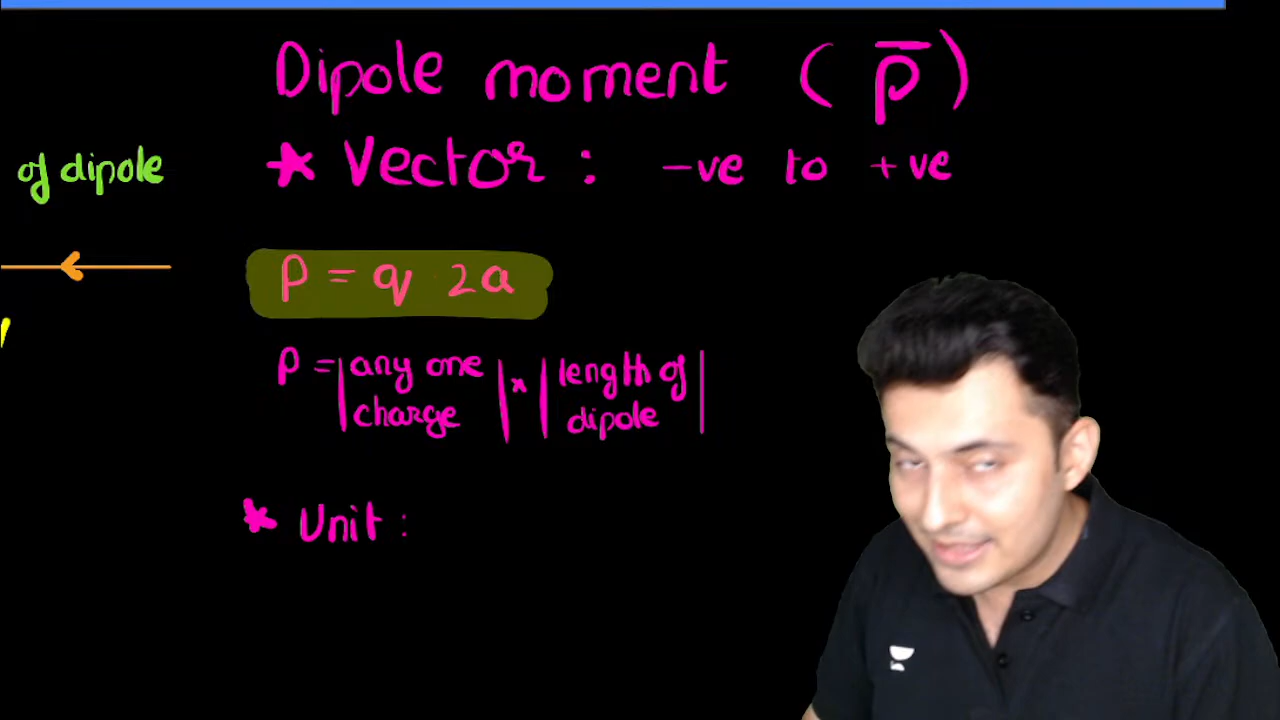 Dipole moment ( p̅ )
of dipole
* Vector : -ve to +ve
P = q 2a
P = |any one charge| * |length of dipole|
* Unit :